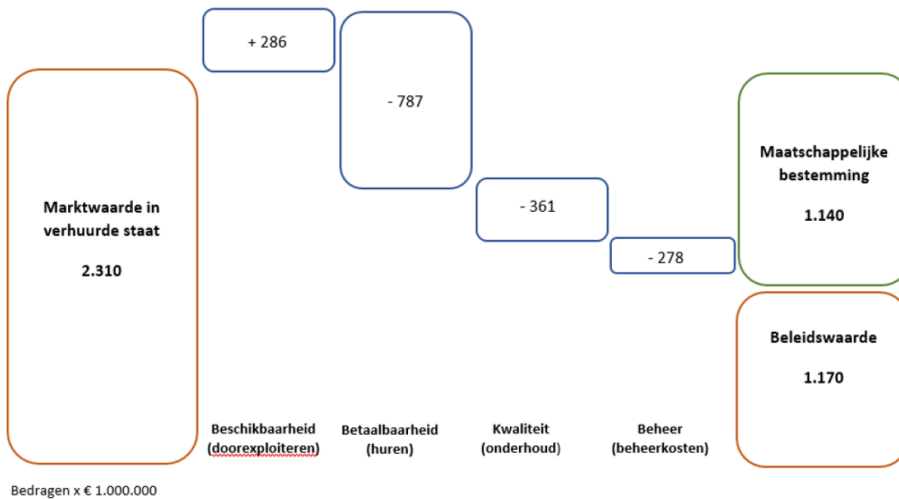 + 286
- 787
- 361
- 278
Marktwaarde in
verhuurde staat
2.310
Maatschappelijke
bestemming
1.140
Beleidswaarde
1.170
Beschikbaarheid
(doorexploiteren)
Betaalbaarheid
(huren)
Kwaliteit
(onderhoud)
Beheer
(beheerkosten)
Bedragen x € 1.000.000